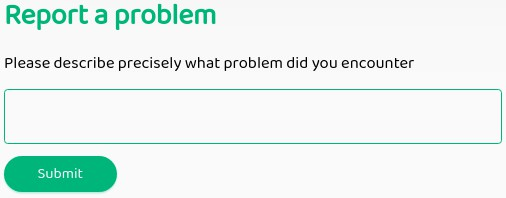 Report a problem
Please describe precisely what problem did you encounter
Submit